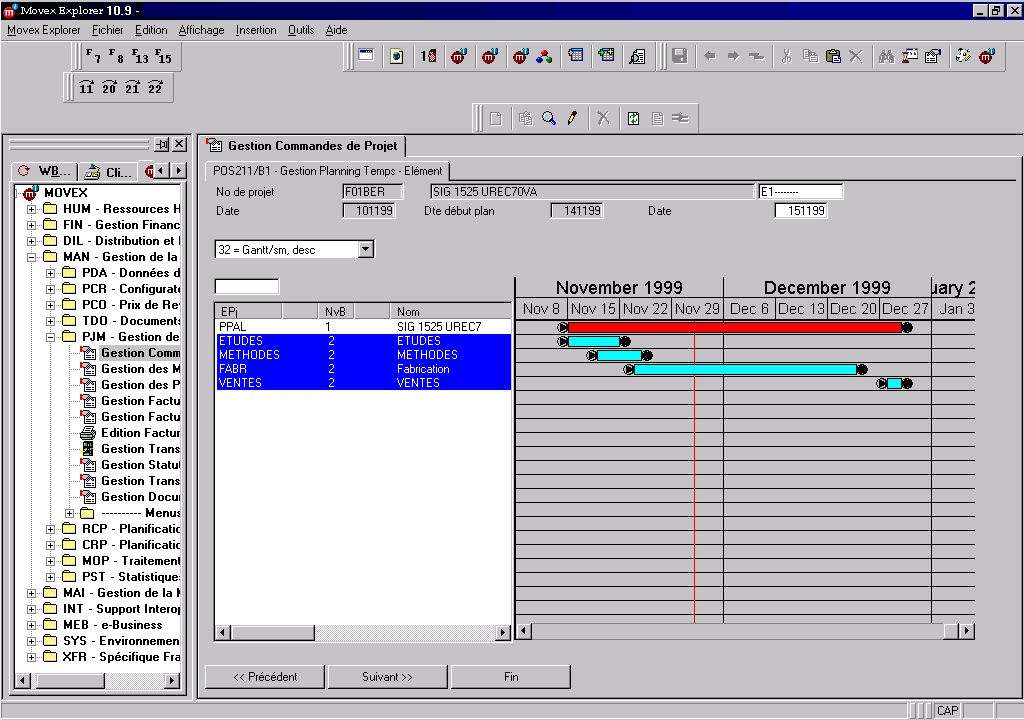 Movex Explorer 10.9 -
Movex Explorer Fichier Edition Affichage Insertion Outils Aide
F7 F8 F13 F15
11 20 21 22
Gestion Commandes de Projet
WB... Cli...
POS211/B1 - Gestion Planning Temps - Elément
No de projet F01BER SIG 1525 UREC70VA E1--------
Date 101199 Dte début plan 141199 Date 151199
32 = Gantt/sm, desc
MOVEX
HUM - Ressources H
FIN - Gestion Financ
DIL - Distribution et
MAN - Gestion de la
PDA - Données d
PCR - Configurat
PCO - Prix de Re
TDO - Documents
PJM - Gestion de
Gestion Comm
Gestion des M
Gestion des P
Gestion Factu
Gestion Factu
Edition Factur
Gestion Trans
Gestion Statu
Gestion Trans
Gestion Docu
---------- Menus
RCP - Planificatic
CRP - Planificatic
MOP - Traitement
PST - Statistique
MAI - Gestion de la
INT - Support Interop
MEB - e-Business
SYS - Environnemen
XFR - Spécifique Fra
EPj NvB Nom
PPAL 1 SIG 1525 UREC7
ETUDES 2 ETUDES
METHODES 2 METHODES
FABR 2 Fabrication
VENTES 2 VENTES
November 1999 December 1999 uary 2
Nov 8 Nov 15 Nov 22 Nov 29 Dec 6 Dec 13 Dec 20 Dec 27 Jan 3
<< Précédent Suivant >> Fin
CAP